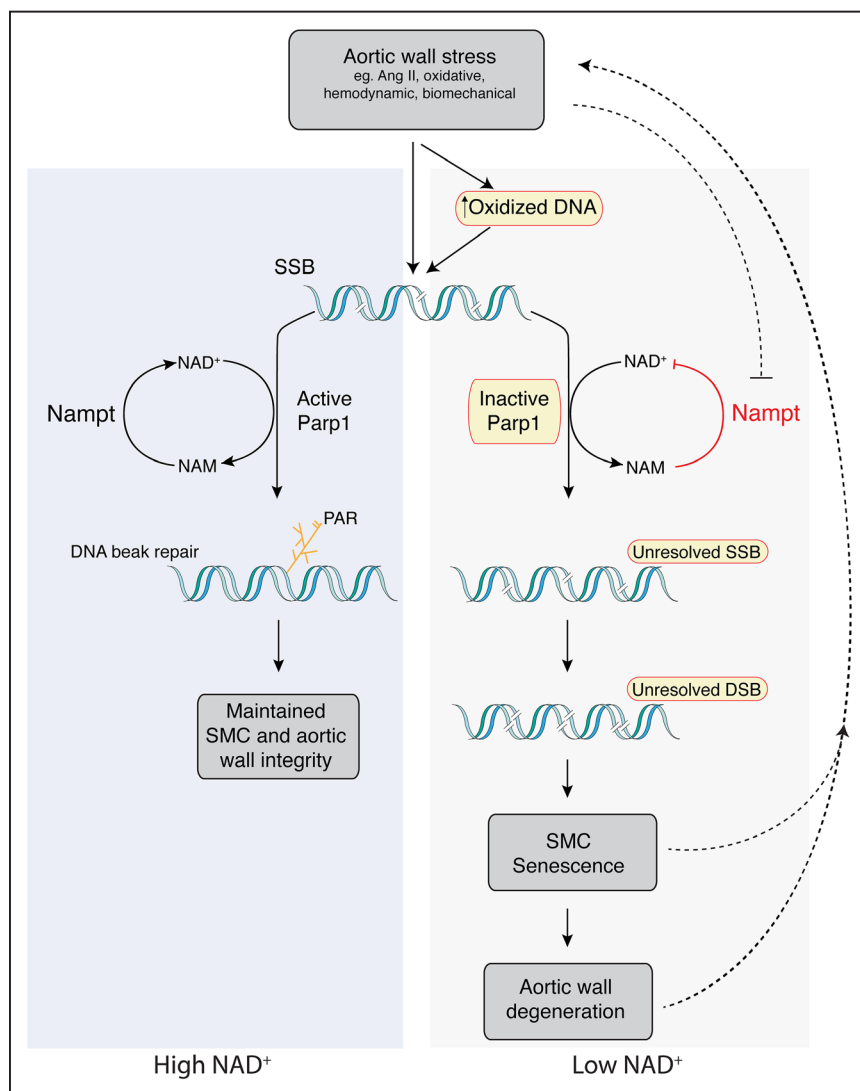 Aortic wall stress
eg. Ang II, oxidative,
hemodynamic, biomechanical
↑Oxidized DNA
SSB
NAD⁺
Nampt
NAM
Active
Parp1
Inactive
Parp1
NAD⁺
Nampt
NAM
PAR
DNA beak repair
Unresolved SSB
Unresolved DSB
Maintained
SMC and aortic
wall integrity
SMC
Senescence
Aortic wall
degeneration
High NAD⁺
Low NAD⁺